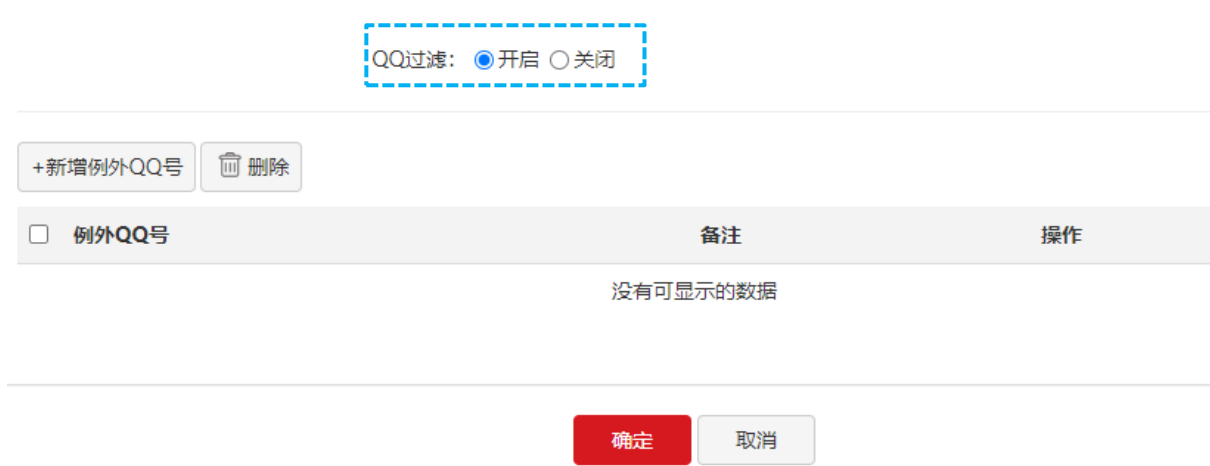 QQ过滤： 开启 关闭
+新增例外QQ号 删除
例外QQ号 备注 操作
没有可显示的数据
确定 取消